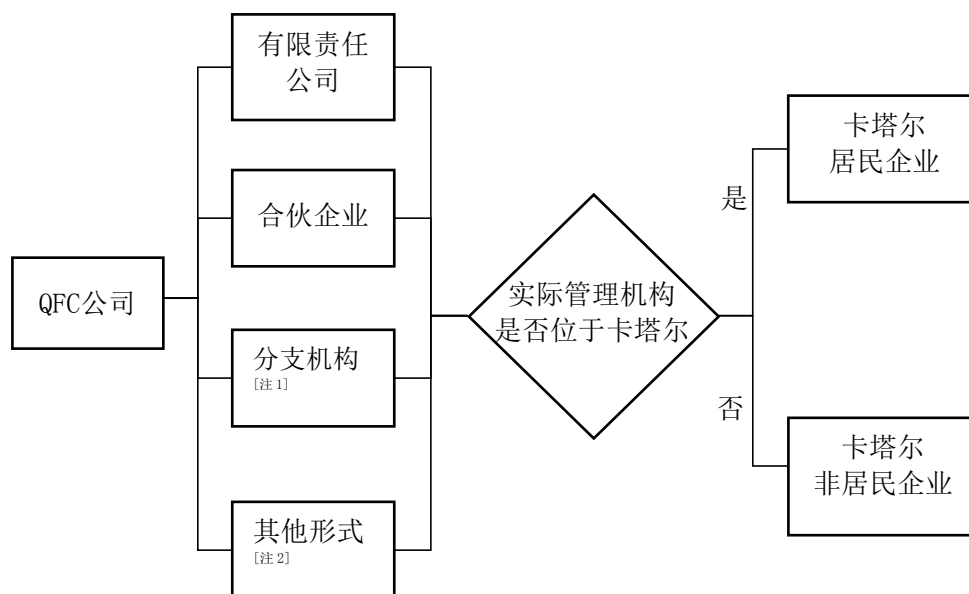 有限责任
公司
合伙企业
QFC公司
分支机构
[注1]
其他形式
[注2]
实际管理机构
是否位于卡塔尔
是
否
卡塔尔
居民企业
卡塔尔
非居民企业